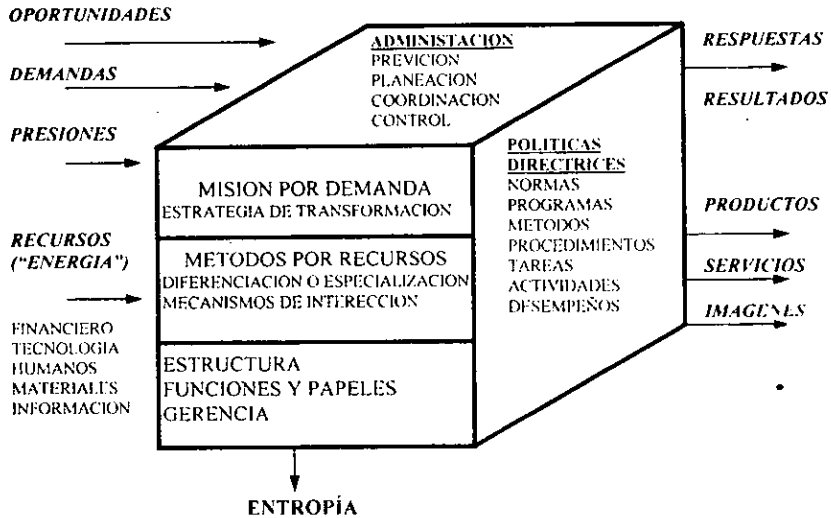 OPORTUNIDADES
DEMANDAS
PRESIONES
RECURSOS
("ENERGIA")
FINANCIERO
TECNOLOGIA
HUMANOS
MATERIALES
INFORMACION
ADMINISTACION
PREVICION
PLANEACION
COORDINACION
CONTROL
MISION POR DEMANDA
ESTRATEGIA DE TRANSFORMACION
METODOS POR RECURSOS
DIFERENCIACION O ESPECIALIZACION
MECANISMOS DE INTERECCION
ESTRUCTURA
FUNCIONES Y PAPELES
GERENCIA
POLITICAS
DIRECTRICES
NORMAS
PROGRAMAS
METODOS
PROCEDIMIENTOS
TAREAS
ACTIVIDADES
DESEMPEÑOS
RESPUESTAS
RESULTADOS
PRODUCTOS
SERVICIOS
IMAGENES
ENTROPÍA